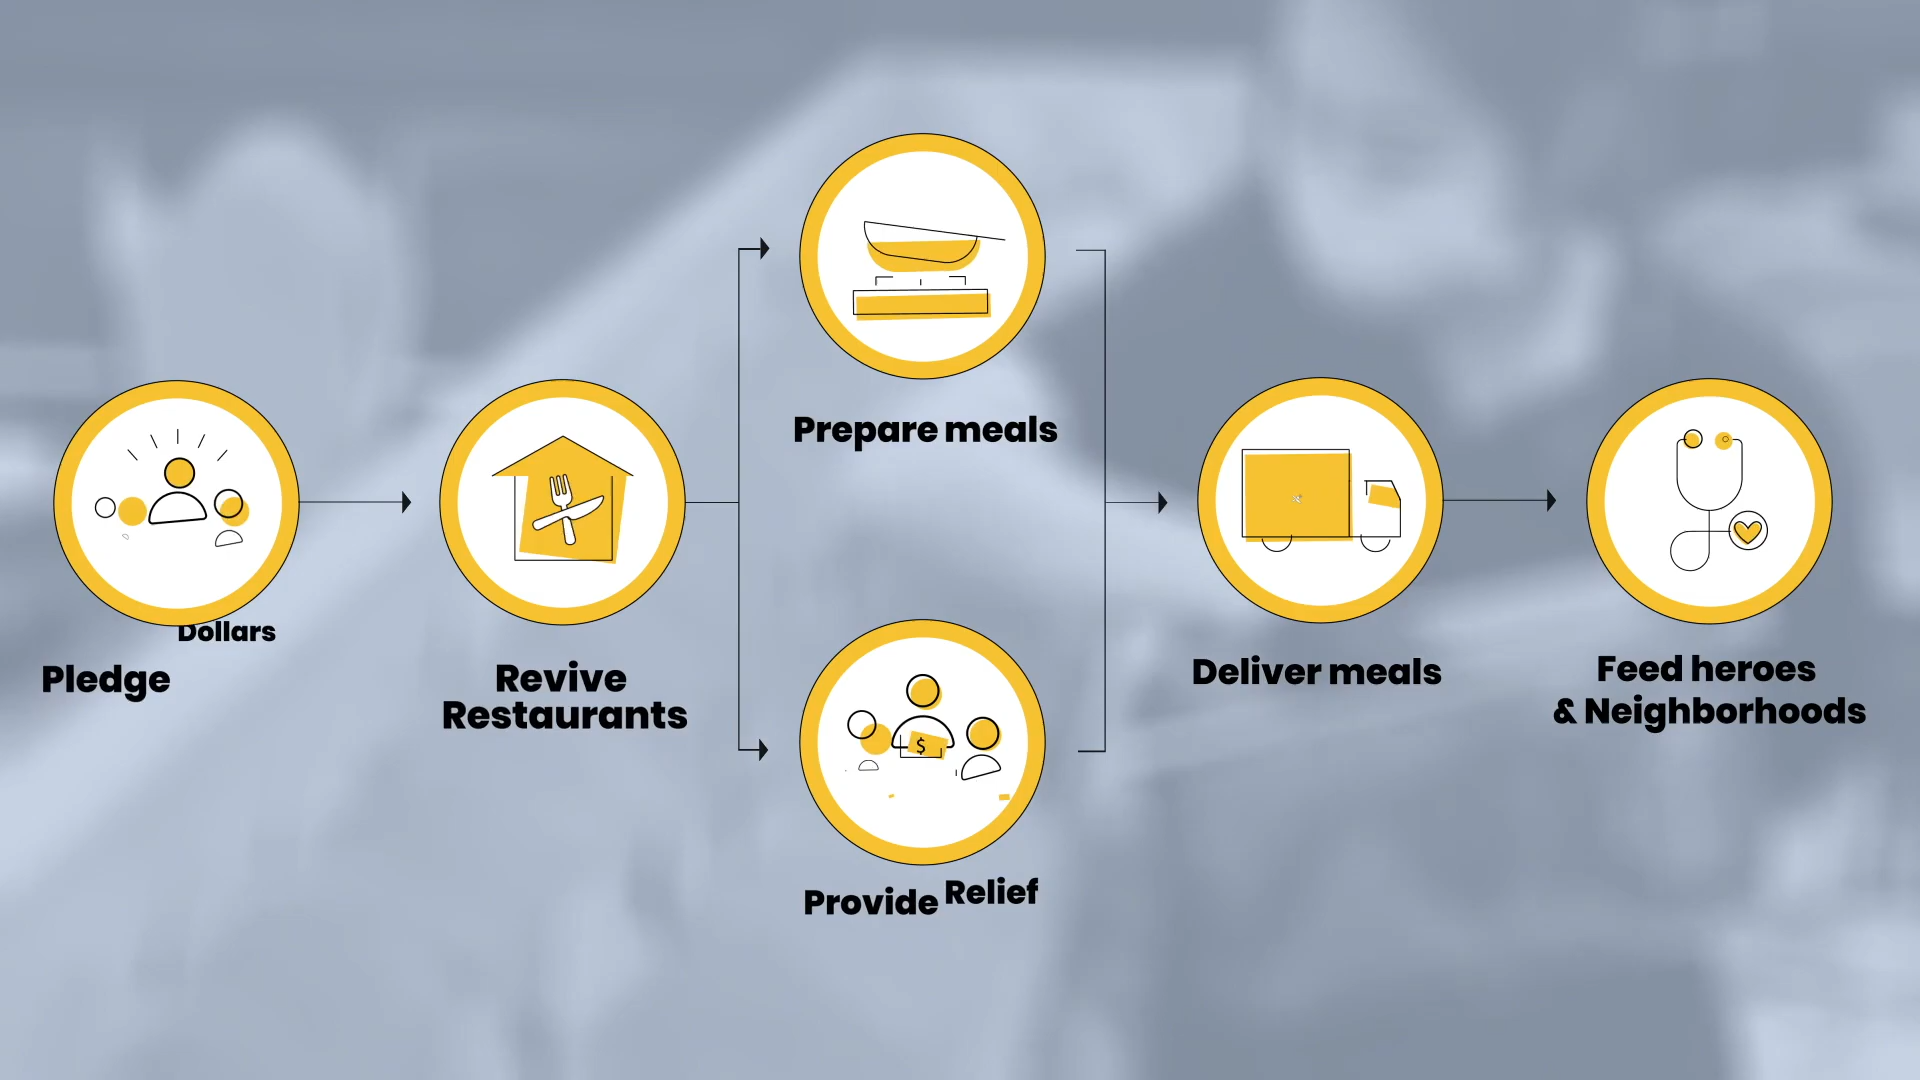 Pledge Dollars
Revive
Restaurants
Prepare meals
$
Provide Relief
Deliver meals
Feed heroes
& Neighborhoods